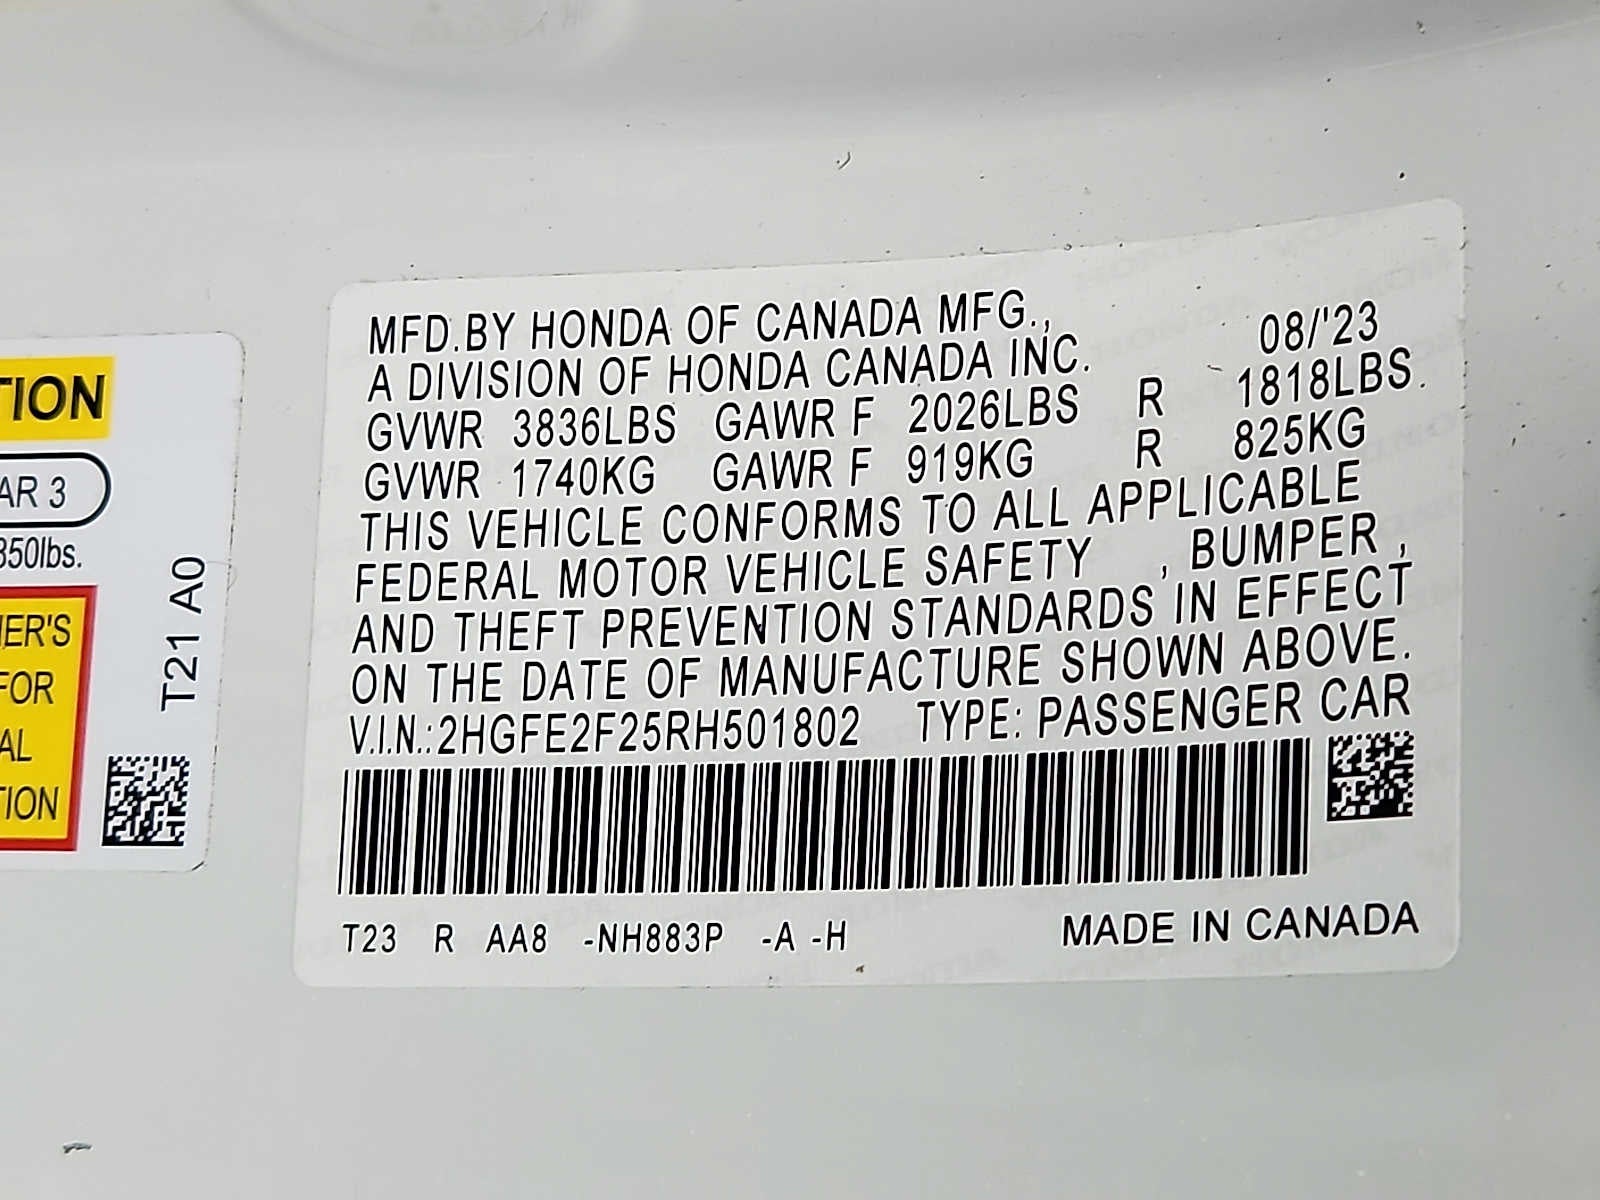 TION
AR 3
350lbs.
FOR
AL
TION
T21 A0
MFD.BY HONDA OF CANADA MFG., 08/'23
A DIVISION OF HONDA CANADA INC.
GVWR 3836LBS GAWR F 2026LBS R 1818LBS.
GVWR 1740KG GAWR F 919KG R 825KG
THIS VEHICLE CONFORMS TO ALL APPLICABLE
FEDERAL MOTOR VEHICLE SAFETY , BUMPER ,
AND THEFT PREVENTION STANDARDS IN EFFECT
ON THE DATE OF MANUFACTURE SHOWN ABOVE.
V.I.N.:2HGFE2F25RH501802 TYPE: PASSENGER CAR
T23 R AA8 -NH883P -A -H MADE IN CANADA